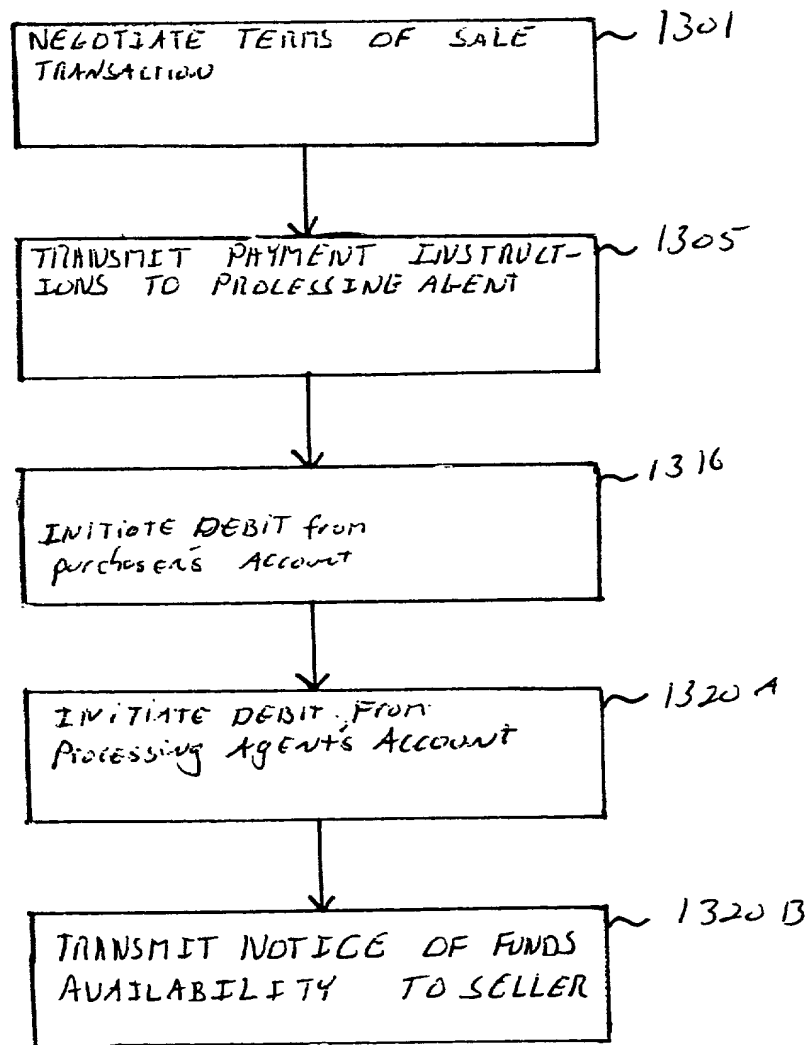 NEGOTIATE TERMS OF SALE
TRANSACTION
1301
TRANSMIT PAYMENT INSTRUCT-
IONS TO PROCESSING AGENT
1305
INITIATE DEBIT from
purchaser's Account
1316
INITIATE DEBIT From
Processing Agent's Account
1320 A
TRANSMIT NOTICE OF FUNDS
AVAILABILITY TO SELLER
1320 B